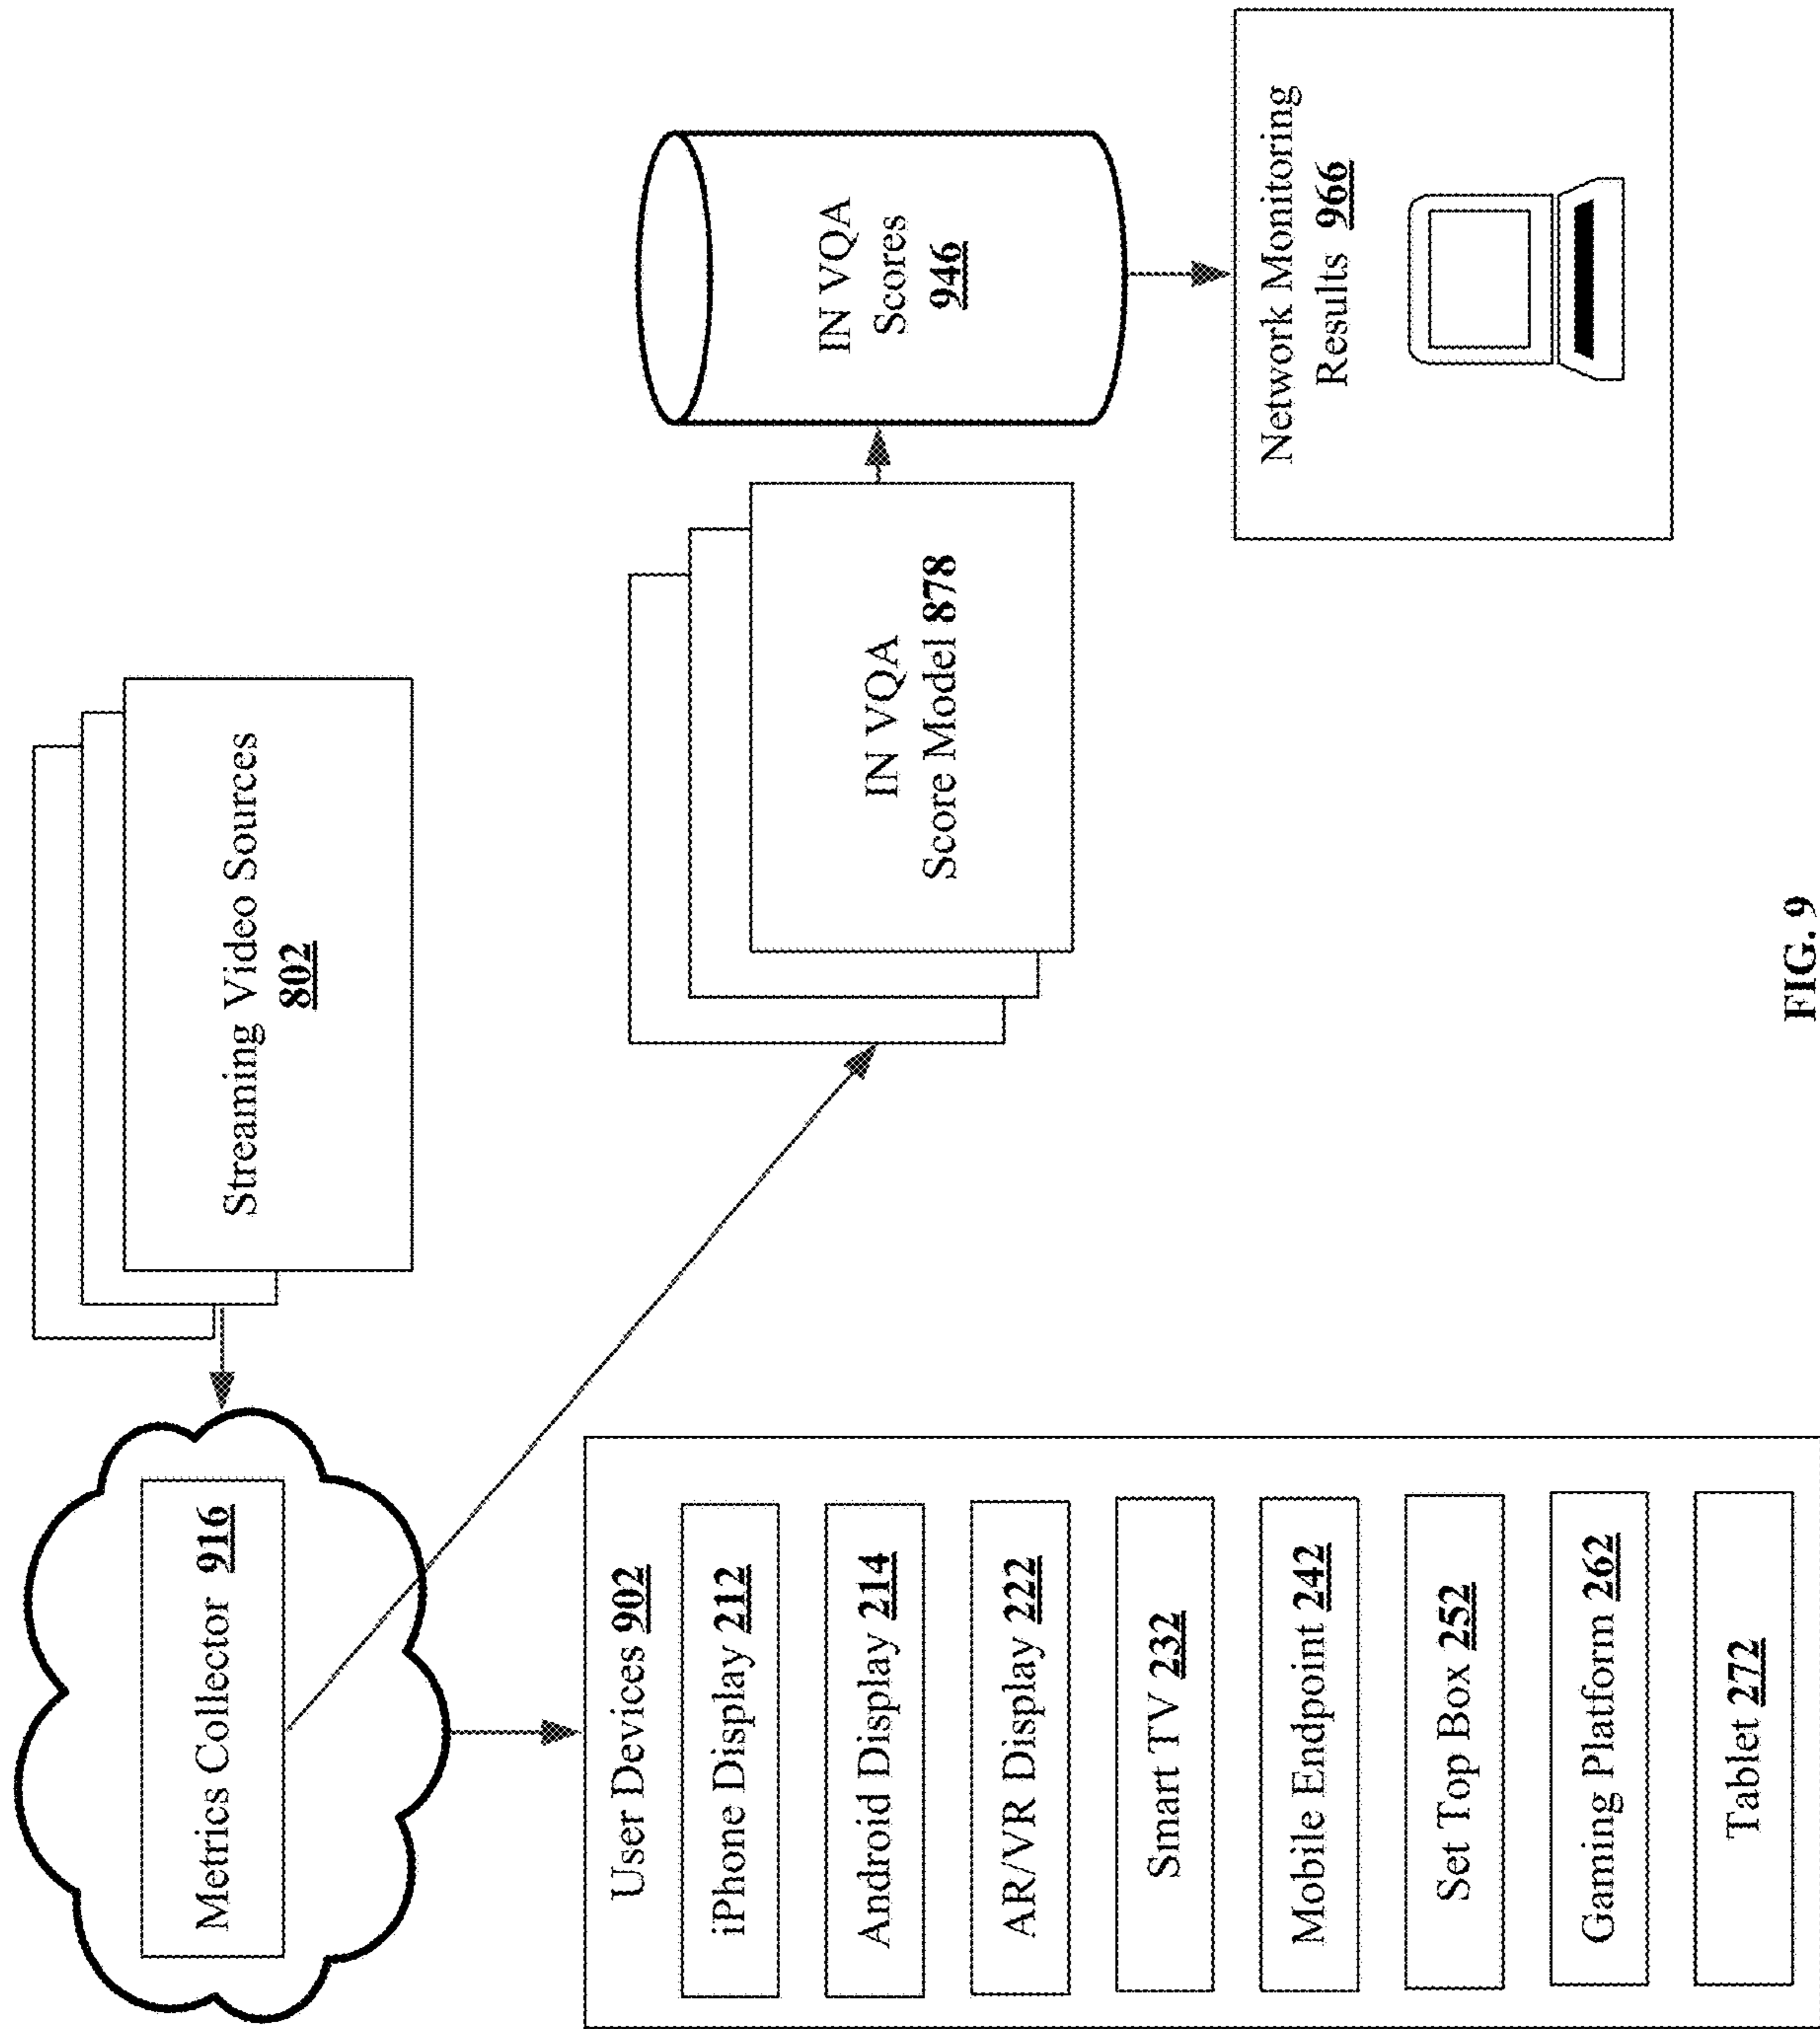 Metrics Collector 916
Streaming Video Sources
802
User Devices 902
iPhone Display 212
Android Display 214
AR/VR Display 222
Smart TV 232
Mobile Endpoint 242
Set Top Box 252
Gaming Platform 262
Tablet 272
IN VQA
Score Model 878
IN VQA
Scores
946
Network Monitoring
Results 966
FIG. 9